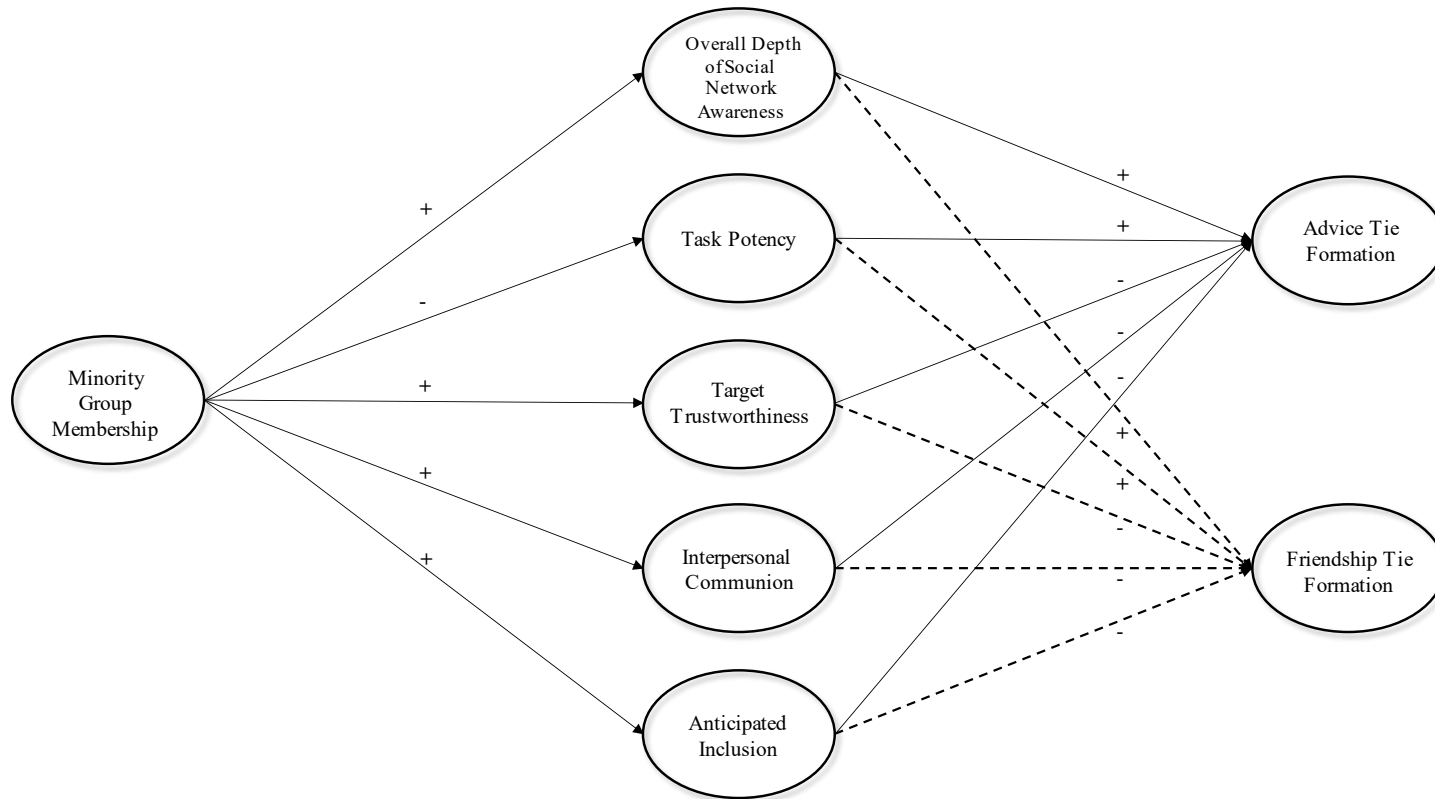 Overall Depth
of Social
Network
Awareness
+
+
+
Task Potency
Advice Tie
Formation
-
-
-
Minority
Group
Membership
+
Target
Trustworthiness
-
+
+
+
-
Interpersonal
Communion
Friendship Tie
Formation
+
-
-
Anticipated
Inclusion